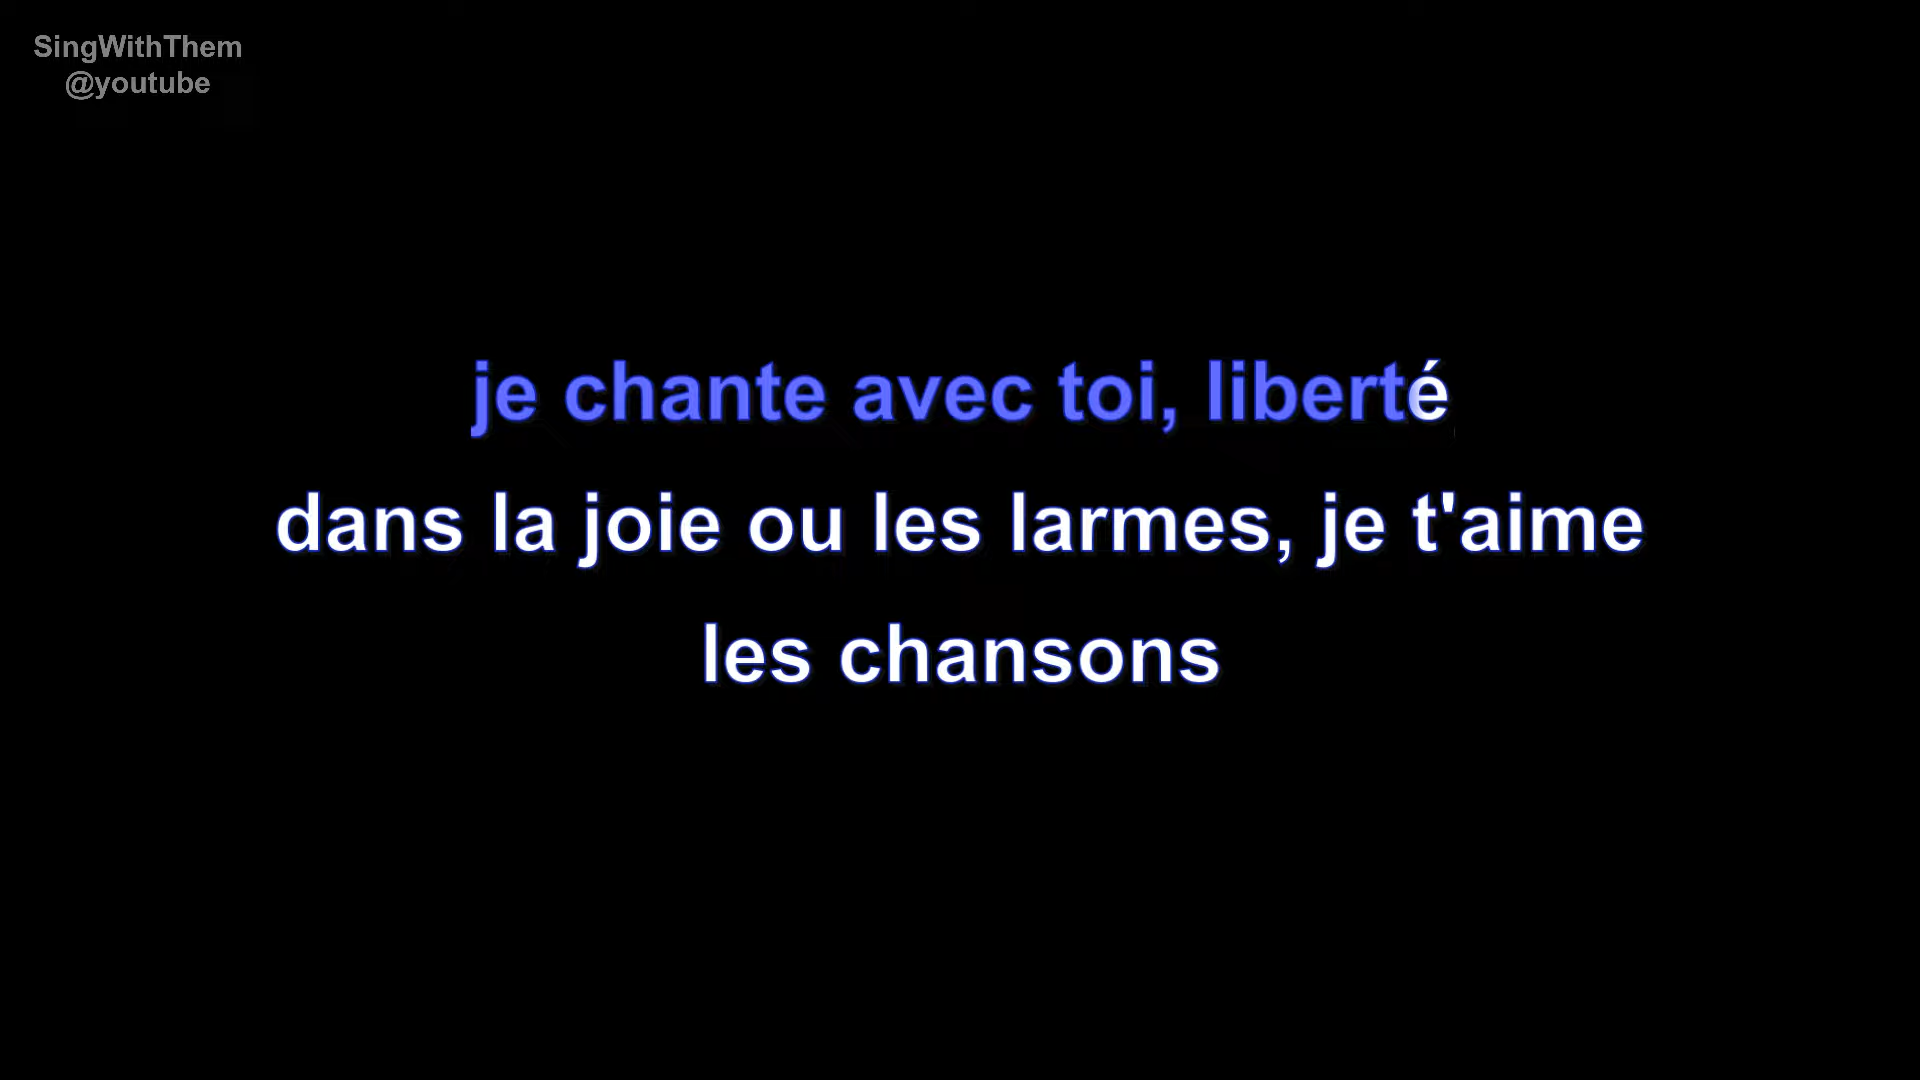 SingWithThem
@youtube
je chante avec toi, liberté
dans la joie ou les larmes, je t'aime
les chansons